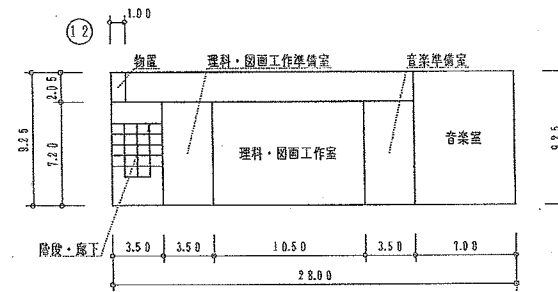 1.00
12
物置
理科・図画工作準備室
音楽準備室
2.05
9.25
7.20
9.25
理科・図画工作室
音楽室
階段・廊下
3.50
3.50
10.50
3.50
7.00
28.00